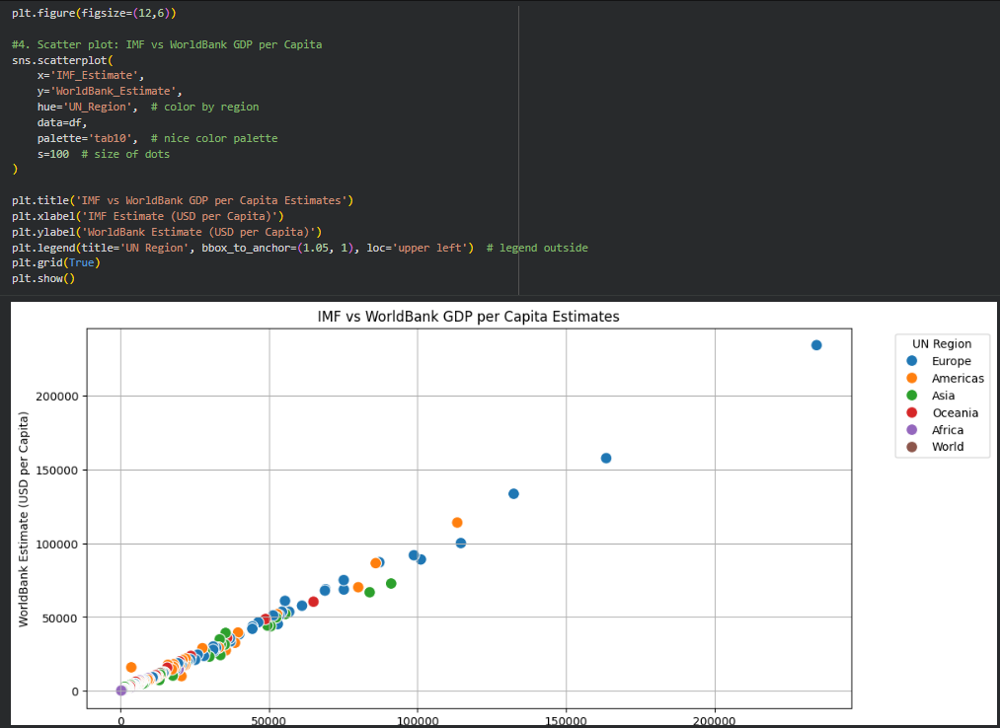 plt.figure(figsize=(12,6))
#4. Scatter plot: IMF vs WorldBank GDP per Capita
sns.scatterplot(
x='IMF_Estimate',
y='WorldBank_Estimate',
hue='UN_Region',  # color by region
data=df,
palette='tab10',  # nice color palette
s=100  # size of dots
)
plt.title('IMF vs WorldBank GDP per Capita Estimates')
plt.xlabel('IMF Estimate (USD per Capita)')
plt.ylabel('WorldBank Estimate (USD per Capita)')
plt.legend(title='UN Region', bbox_to_anchor=(1.05, 1), loc='upper left')  # legend outside
plt.grid(True)
plt.show()
IMF vs WorldBank GDP per Capita Estimates
WorldBank Estimate (USD per Capita)
200000
150000
100000
50000
0
0 50000 100000 150000 200000
UN Region
Europe
Americas
Asia
Oceania
Africa
World